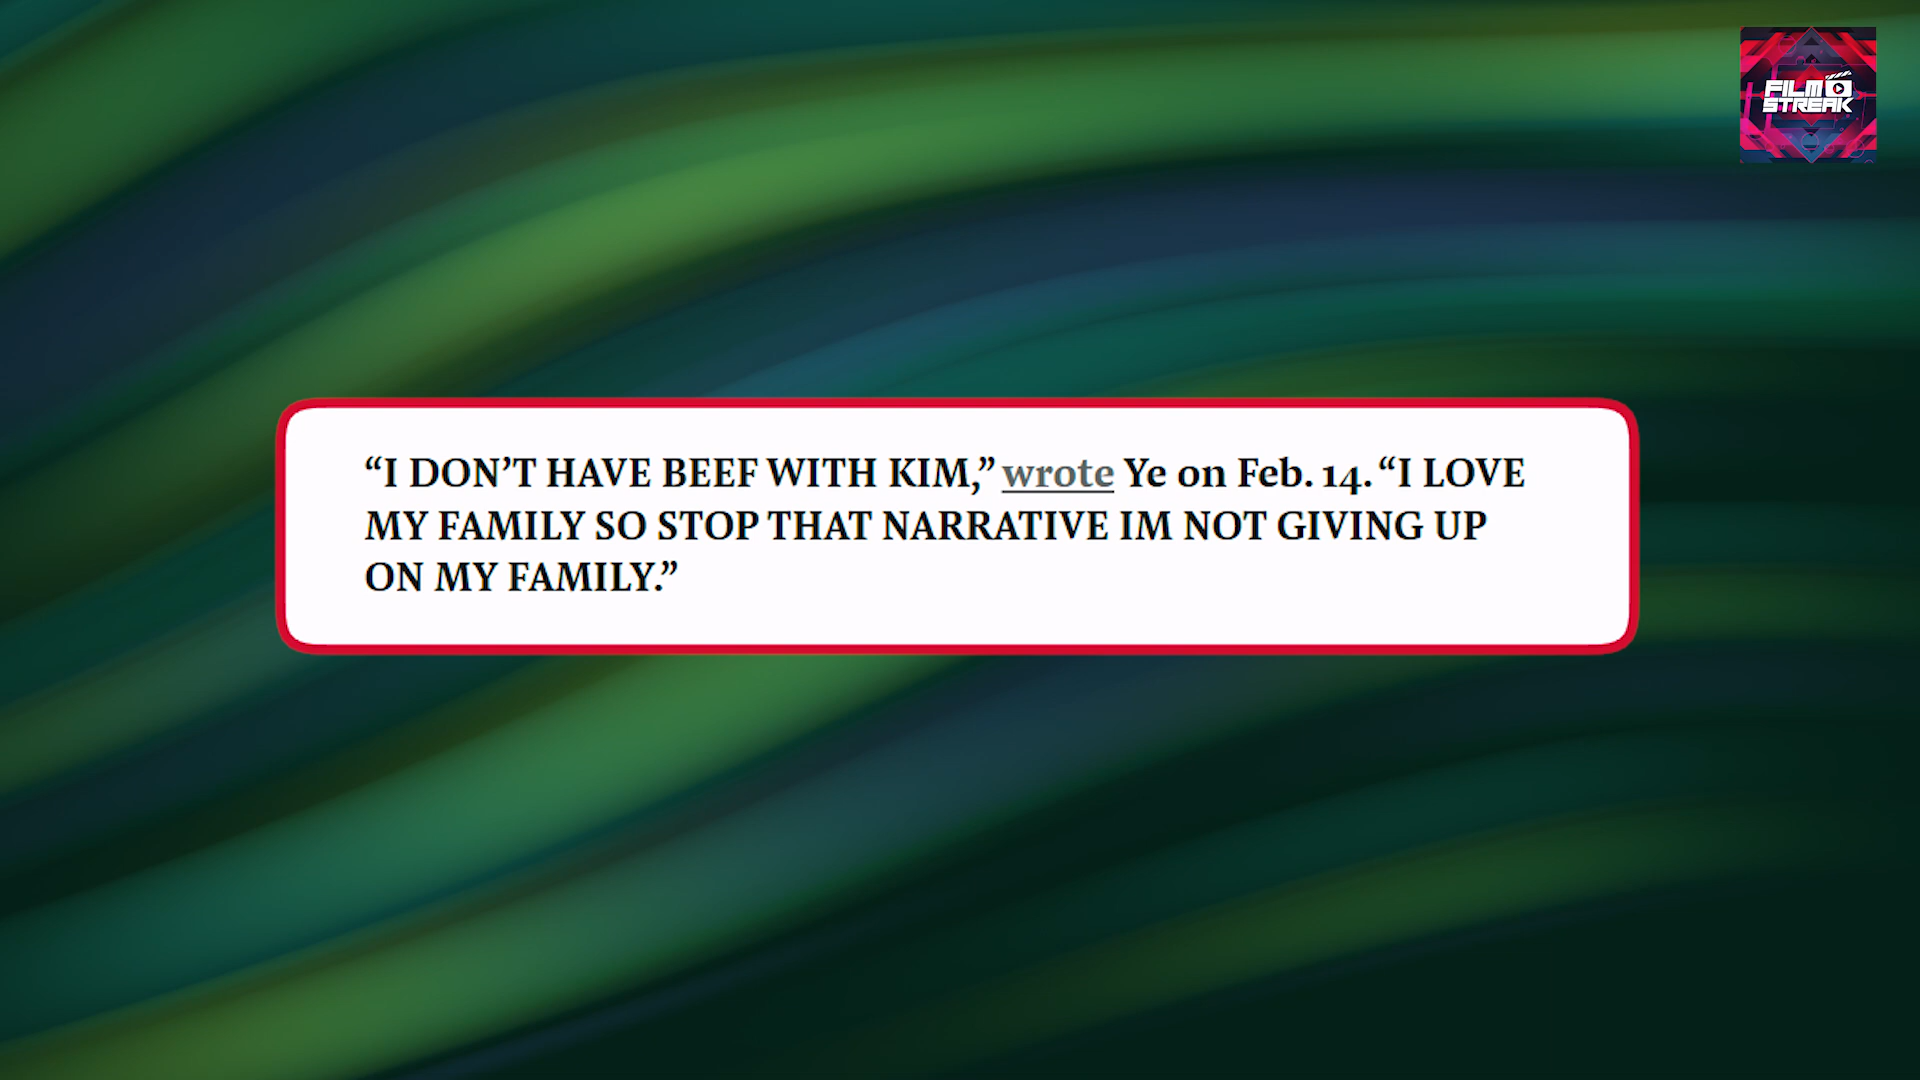 FILM
STREAK
“I DON’T HAVE BEEF WITH KIM,” wrote Ye on Feb. 14. “I LOVE
MY FAMILY SO STOP THAT NARRATIVE IM NOT GIVING UP
ON MY FAMILY.”